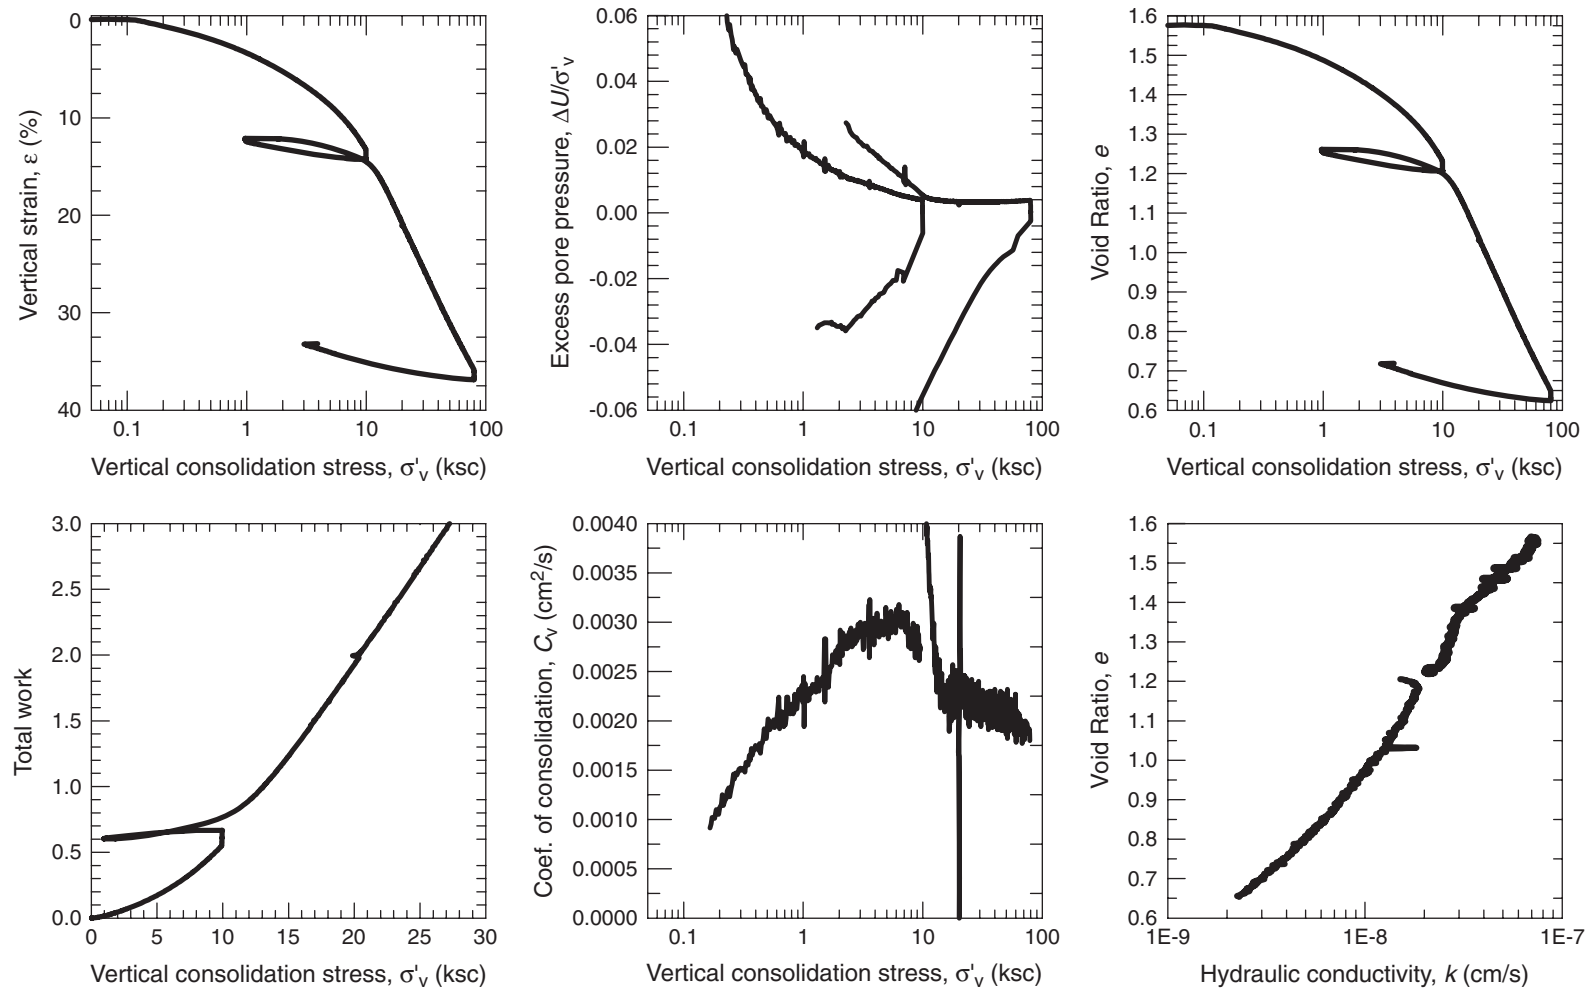 0
10
20
30
40
Vertical strain, ε (%)
0.1 1 10 100
Vertical consolidation stress, σ'v (ksc)
0.06
0.04
0.02
0.00
-0.02
-0.04
-0.06
Excess pore pressure, ΔU/σ'v
0.1 1 10 100
Vertical consolidation stress, σ'v (ksc)
1.6
1.5
1.4
1.3
1.2
1.1
1.0
0.9
0.8
0.7
0.6
Void Ratio, e
0.1 1 10 100
Vertical consolidation stress, σ'v (ksc)
3.0
2.5
2.0
1.5
1.0
0.5
0.0
Total work
0 5 10 15 20 25 30
Vertical consolidation stress, σ'v (ksc)
0.0040
0.0035
0.0030
0.0025
0.0020
0.0015
0.0010
0.0005
0.0000
Coef. of consolidation, Cv (cm²/s)
0.1 1 10 100
Vertical consolidation stress, σ'v (ksc)
1.6
1.5
1.4
1.3
1.2
1.1
1.0
0.9
0.8
0.7
0.6
Void Ratio, e
1E-9 1E-8 1E-7
Hydraulic conductivity, k (cm/s)